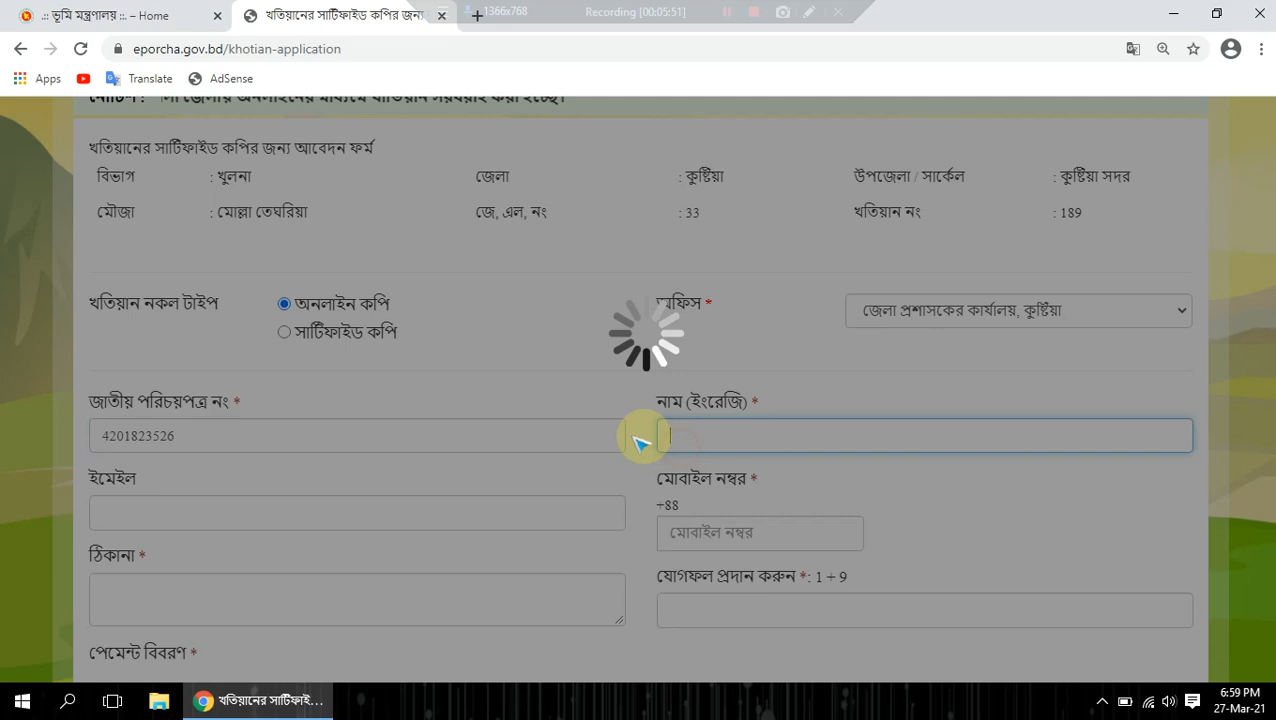 .:: ভূমি মন্ত্রণালয় ::. – Home
খতিয়ানের সার্টিফাইড কপির জন্য
1366x768
Recording [00:05:51]
eporcha.gov.bd/khotian-application
Apps
Translate
AdSense
খতিয়ানের সার্টিফাইড কপির জন্য আবেদন ফর্ম
বিভাগ : খুলনা জেলা : কুষ্টিয়া উপজেলা / সার্কেল : কুষ্টিয়া সদর
মৌজা : মোল্লা তেঘরিয়া জে, এল, নং : 33 খতিয়ান নং : 189
খতিয়ান নকল টাইপ অনলাইন কপি অফিস * জেলা প্রশাসকের কার্যালয়, কুষ্টিয়া
সার্টিফাইড কপি
জাতীয় পরিচয়পত্র নং * নাম (ইংরেজি) *
4201823526
ইমেইল মোবাইল নম্বর *
+88
মোবাইল নম্বর
ঠিকানা *
যোগফল প্রদান করুন *: 1 + 9
পেমেন্ট বিবরণ *
খতিয়ানের সার্টিফাই...
6:59 PM
27-Mar-21